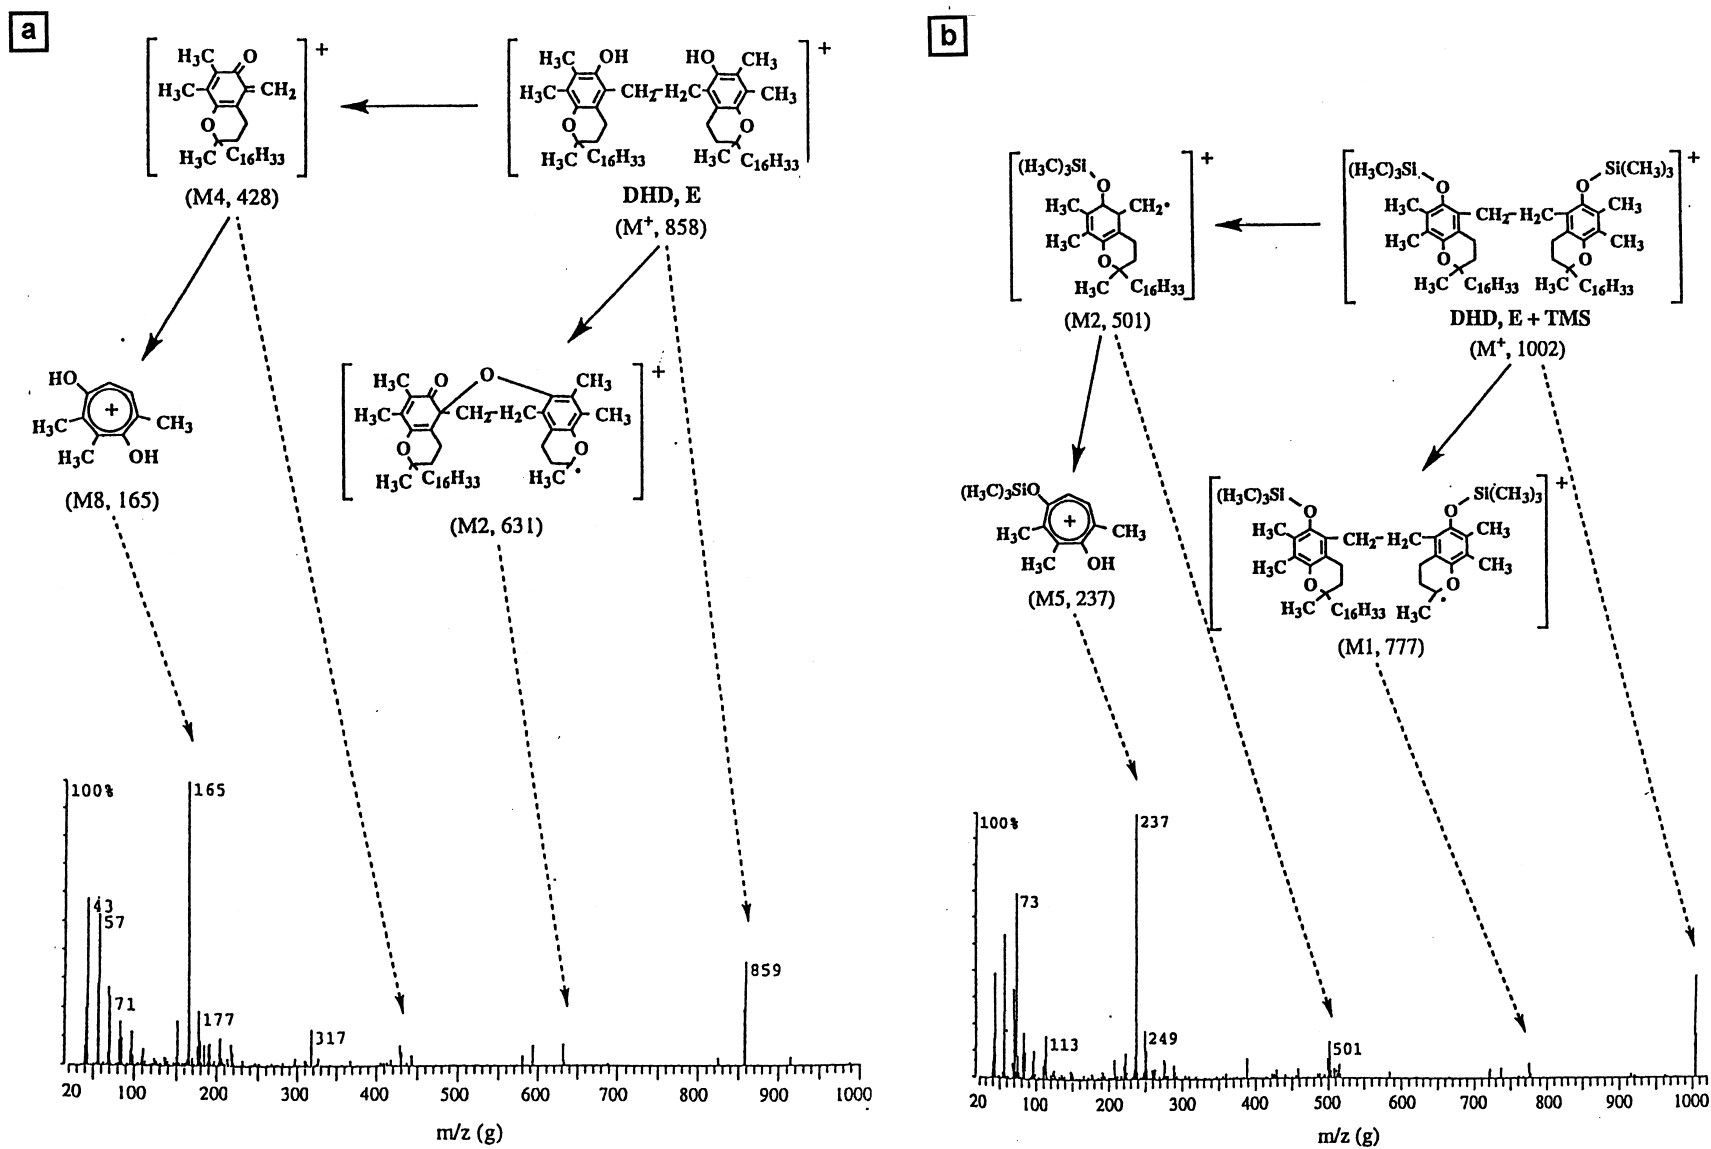 a
+
+
H₃C
O
H₃C
CH₂
O
H₃C C₁₆H₃₃
(M4, 428)
H₃C
OH
HO
CH₃
H₃C
CH₂-H₂C
CH₃
O
O
H₃C C₁₆H₃₃
H₃C C₁₆H₃₃
DHD, E
(M⁺, 858)
HO
+
H₃C
CH₃
H₃C
OH
(M8, 165)
+
H₃C
O
O
CH₃
H₃C
CH₂-H₂C
CH₃
O
O
H₃C C₁₆H₃₃
H₃C •
(M2, 631)
100%
165
43
57
71
177
317
859
20 100 200 300 400 500 600 700 800 900 1000
m/z (g)
b
+
+
(H₃C)₃Si
O
H₃C
CH₂•
H₃C
O
H₃C C₁₆H₃₃
(M2, 501)
(H₃C)₃Si
Si(CH₃)₃
O
O
H₃C
CH₂-H₂C
CH₃
H₃C
CH₃
O
O
H₃C C₁₆H₃₃
H₃C C₁₆H₃₃
DHD, E + TMS
(M⁺, 1002)
(H₃C)₃SiO
+
H₃C
CH₃
H₃C
OH
(M5, 237)
+
(H₃C)₃Si
Si(CH₃)₃
O
O
H₃C
CH₂-H₂C
CH₃
H₃C
CH₃
O
O
H₃C C₁₆H₃₃
H₃C •
(M1, 777)
100%
237
73
113
249
501
20 100 200 300 400 500 600 700 800 900 1000
m/z (g)